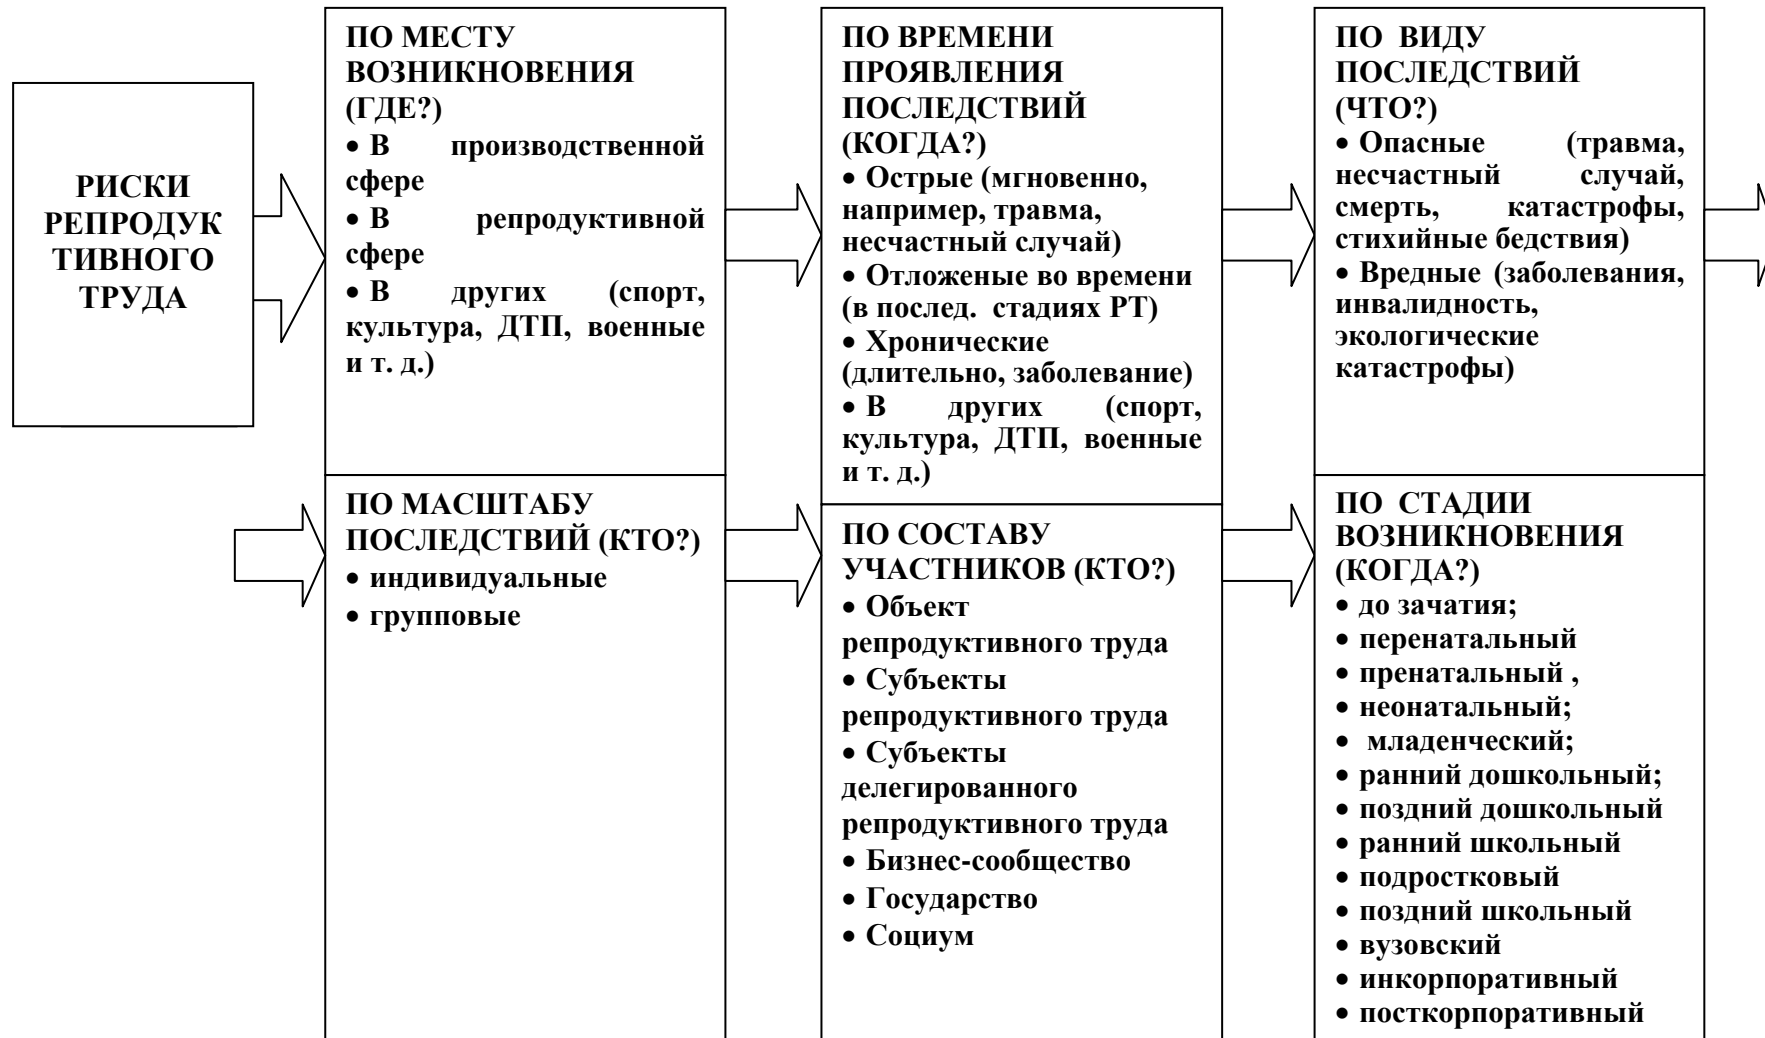 РИСКИ
РЕПРОДУК
ТИВНОГО
ТРУДА
ПО МЕСТУ
ВОЗНИКНОВЕНИЯ
(ГДЕ?)
• В производственной
сфере
• В репродуктивной
сфере
• В других (спорт,
культура, ДТП, военные
и т. д.)
ПО ВРЕМЕНИ
ПРОЯВЛЕНИЯ
ПОСЛЕДСТВИЙ
(КОГДА?)
• Острые (мгновенно,
например, травма,
несчастный случай)
• Отложеные во времени
(в послед. стадиях РТ)
• Хронические
(длительно, заболевание)
• В других (спорт,
культура, ДТП, военные
и т. д.)
ПО ВИДУ
ПОСЛЕДСТВИЙ
(ЧТО?)
• Опасные (травма,
несчастный случай,
смерть, катастрофы,
стихийные бедствия)
• Вредные (заболевания,
инвалидность,
экологические
катастрофы)
ПО МАСШТАБУ
ПОСЛЕДСТВИЙ (КТО?)
• индивидуальные
• групповые
ПО СОСТАВУ
УЧАСТНИКОВ (КТО?)
• Объект
репродуктивного труда
• Субъекты
репродуктивного труда
• Субъекты
делегированного
репродуктивного труда
• Бизнес-сообщество
• Государство
• Социум
ПО СТАДИИ
ВОЗНИКНОВЕНИЯ
(КОГДА?)
• до зачатия;
• перенатальный
• пренатальный ,
• неонатальный;
• младенческий;
• ранний дошкольный;
• поздний дошкольный
• ранний школьный
• подростковый
• поздний школьный
• вузовский
• инкорпоративный
• посткорпоративный